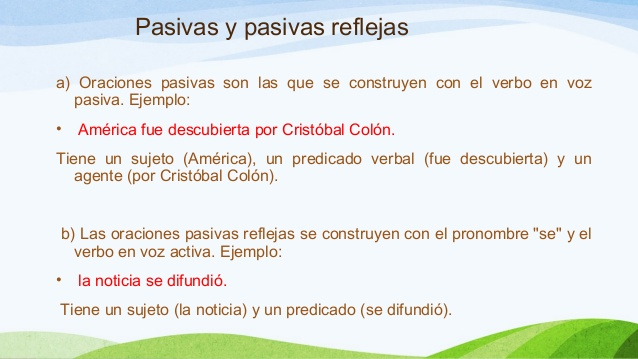 Pasivas y pasivas reflejas
a) Oraciones pasivas son las que se construyen con el verbo en voz
pasiva. Ejemplo:
• América fue descubierta por Cristóbal Colón.
Tiene un sujeto (América), un predicado verbal (fue descubierta) y un
agente (por Cristóbal Colón).
b) Las oraciones pasivas reflejas se construyen con el pronombre "se" y el
verbo en voz activa. Ejemplo:
• la noticia se difundió.
Tiene un sujeto (la noticia) y un predicado (se difundió).